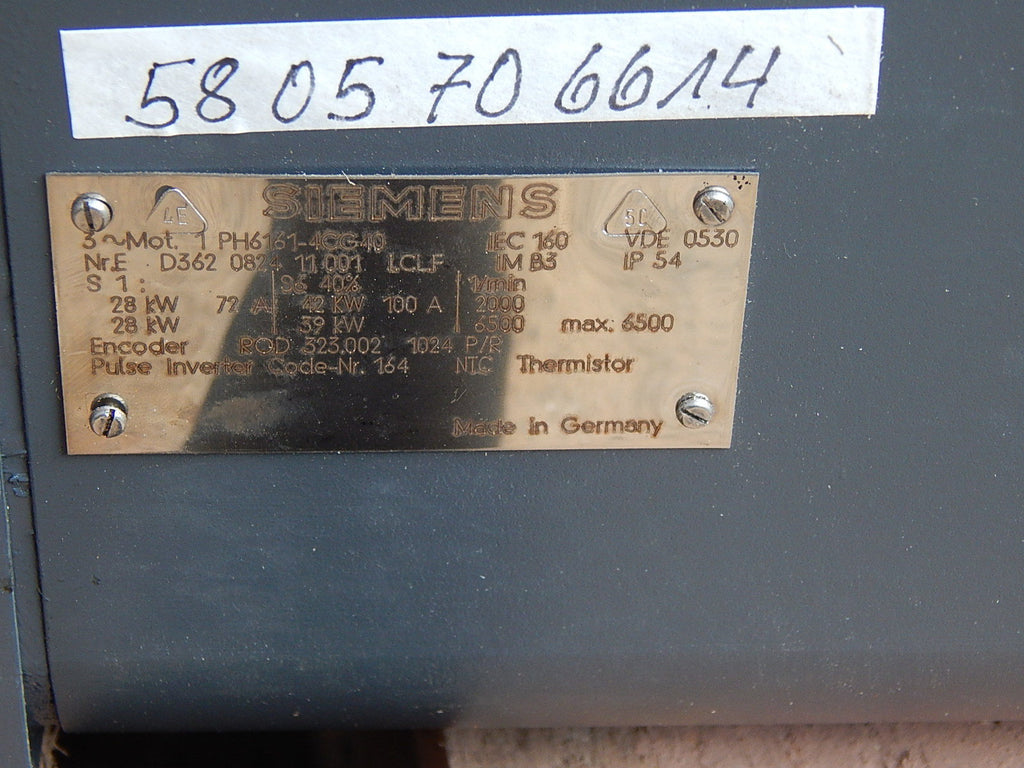 58 05 70 6614
4E SIEMENS 5C
3~Mot. 1 PH6161-4CG40 IEC 160 VDE 0530
Nr.E D362 0824 11 001 LCLF IM B3 IP 54
S 1: S6 40% 1/min
28 kW 72 A 42 KW 100 A 2000
28 kW 39 kW 6500 max: 6500
Encoder ROD 323.002 1024 P/R
Pulse Inverter Code-Nr. 164 NTC Thermistor
Made in Germany